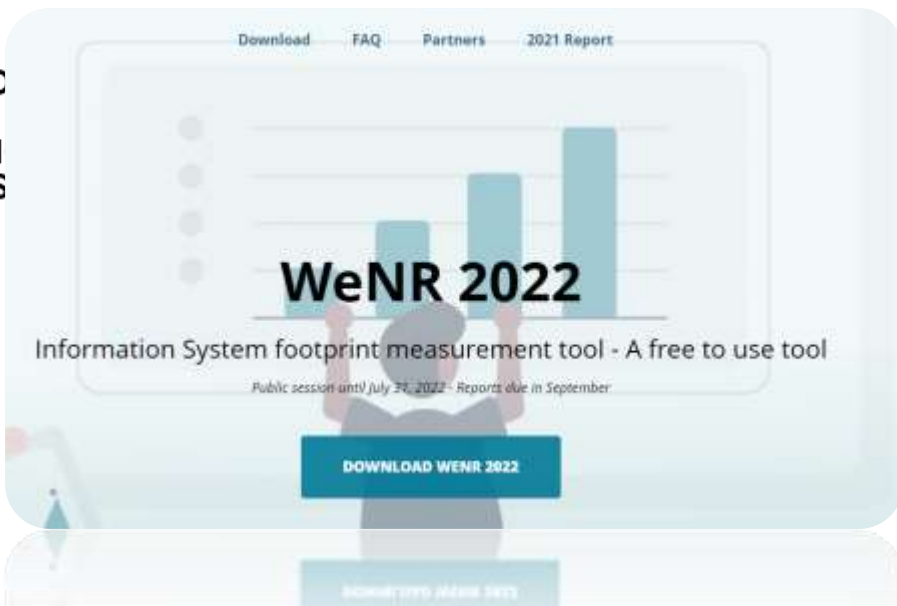 Download FAQ Partners 2021 Report
WeNR 2022
Information System footprint measurement tool - A free to use tool
Public session until July 31, 2022 - Reports due in September
DOWNLOAD WENR 2022